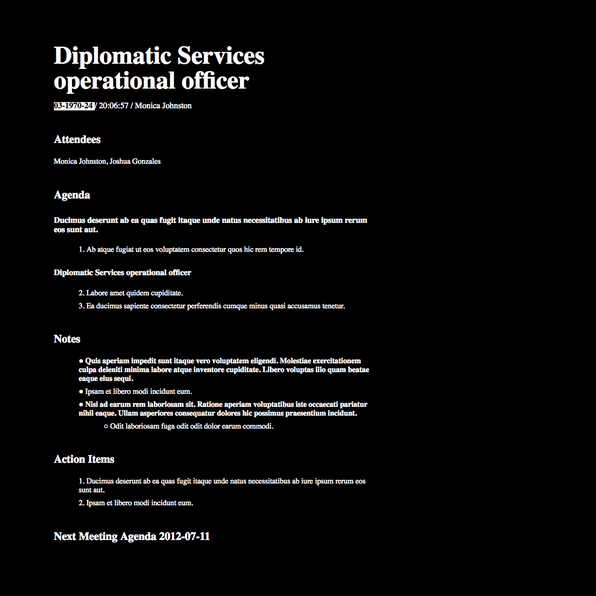 Diplomatic Services
operational officer
03-1970-24 / 20:06:57 / Monica Johnston
Attendees
Monica Johnston, Joshua Gonzales
Agenda
Ducimus deserunt ab ea quas fugit itaque unde natus necessitatibus ab iure ipsum rerum
eos sunt aut.
1. Ab atque fugiat ut eos voluptatem consectetur quos hic rem tempore id.
Diplomatic Services operational officer
2. Labore amet quidem cupiditate.
3. Ea ducimus sapiente consectetur perferendis cumque minus quasi accusamus tenetur.
Notes
● Quis aperiam impedit sunt itaque vero voluptatem eligendi. Molestiae exercitationem
culpa deleniti minima labore atque inventore cupiditate. Libero voluptas illo quam beatae
eaque eius sequi.
● Ipsam et libero modi incidunt eum.
● Nisi ad earum rem laboriosam sit. Ratione aperiam voluptatibus iste occaecati pariatur
nihil eaque. Ullam asperiores consequatur dolores hic possimus praesentium incidunt.
○ Odit laboriosam fuga odit odit dolor earum commodi.
Action Items
1. Ducimus deserunt ab ea quas fugit itaque unde natus necessitatibus ab iure ipsum rerum eos
sunt aut.
2. Ipsam et libero modi incidunt eum.
Next Meeting Agenda 2012-07-11